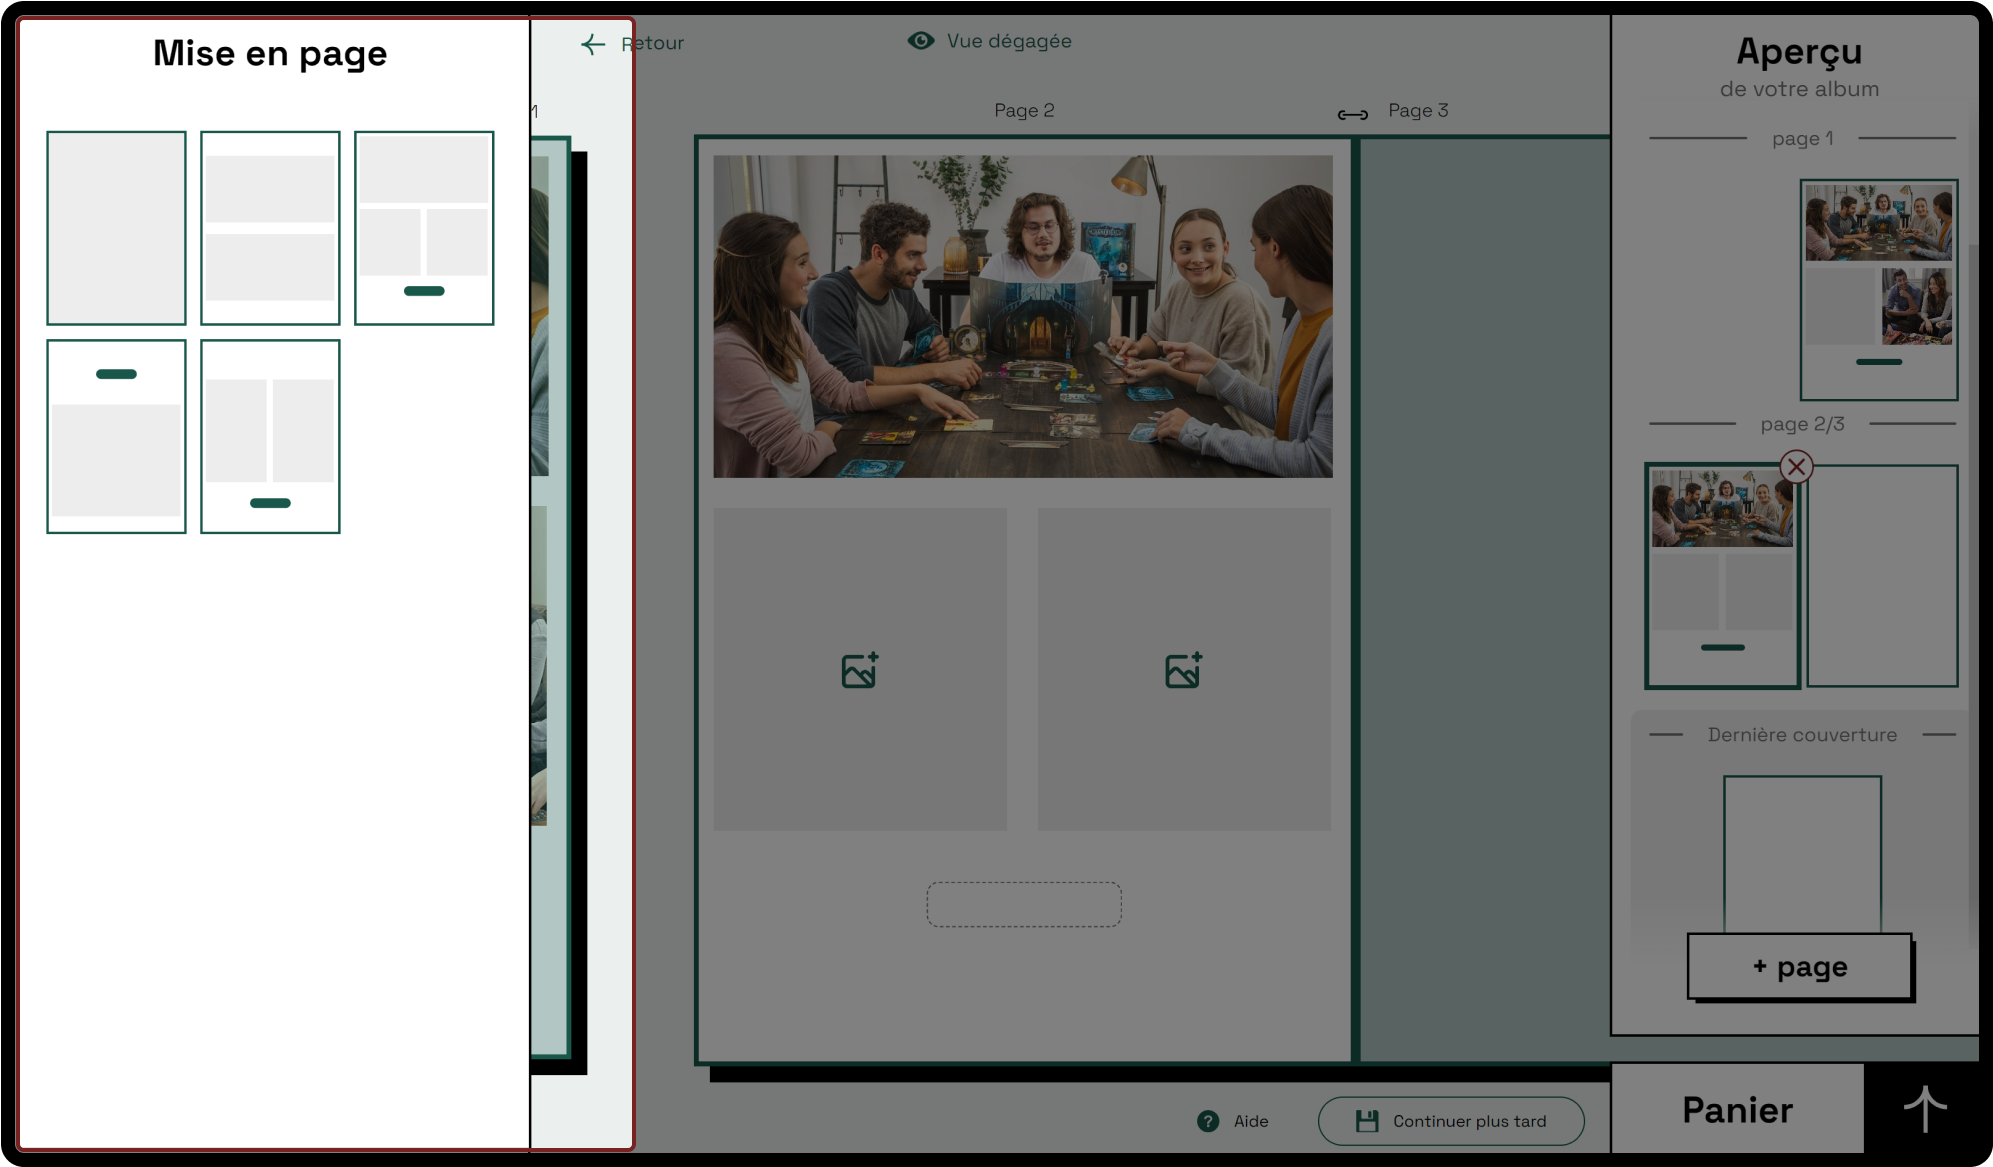 Mise en page
Retour
Vue dégagée
1
Page 2
Page 3
Aperçu
de votre album
page 1
page 2/3
Dernière couverture
+ page
? Aide
Continuer plus tard
Panier